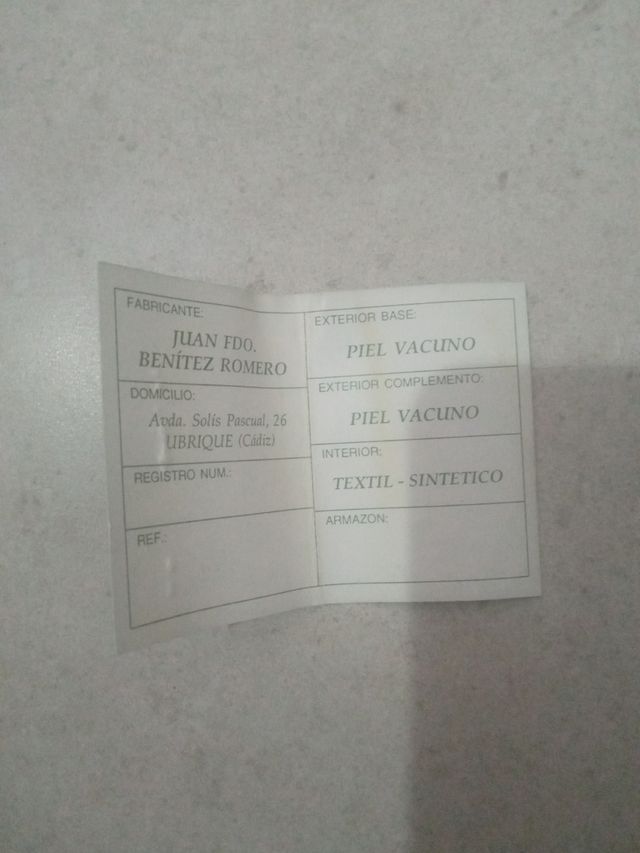 FABRICANTE:
JUAN FDO.
BENÍTEZ ROMERO
DOMICILIO:
Avda. Solís Pascual, 26
UBRIQUE (Cádiz)
REGISTRO NUM.:
REF.:
EXTERIOR BASE:
PIEL VACUNO
EXTERIOR COMPLEMENTO:
PIEL VACUNO
INTERIOR:
TEXTIL - SINTETICO
ARMAZON: